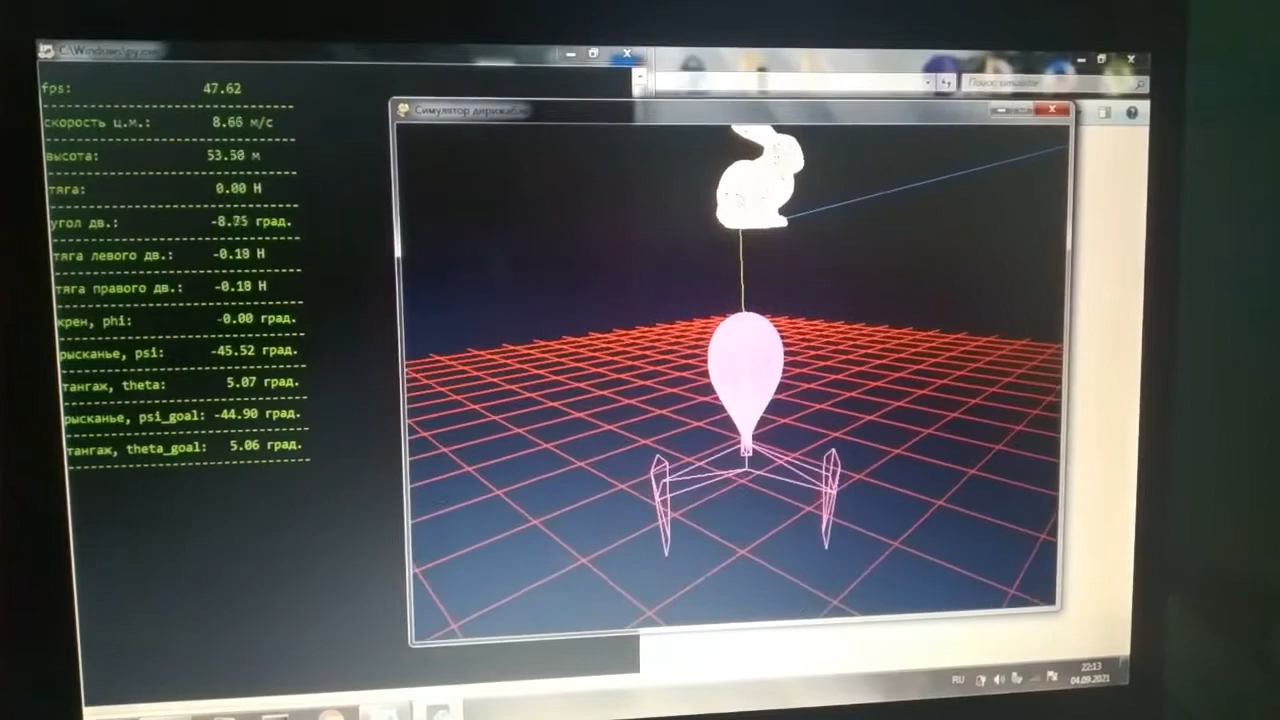 C:\Windows\py.exe
fps: 47.62
скорость ц.м.: 8.66 м/с
высота: 53.50 м
тяга: 0.00 Н
угол дв.: -8.75 град.
тяга левого дв.: -0.18 Н
тяга правого дв.: -0.18 Н
крен, phi: -0.00 град.
рысканье, psi: -45.52 град.
тангаж, theta: 5.07 град.
рысканье, psi_goal: -44.90 град.
тангаж, theta_goal: 5.06 град.
Поиск:
Симулятор дирижабля
RU
22:13
04.09.2021